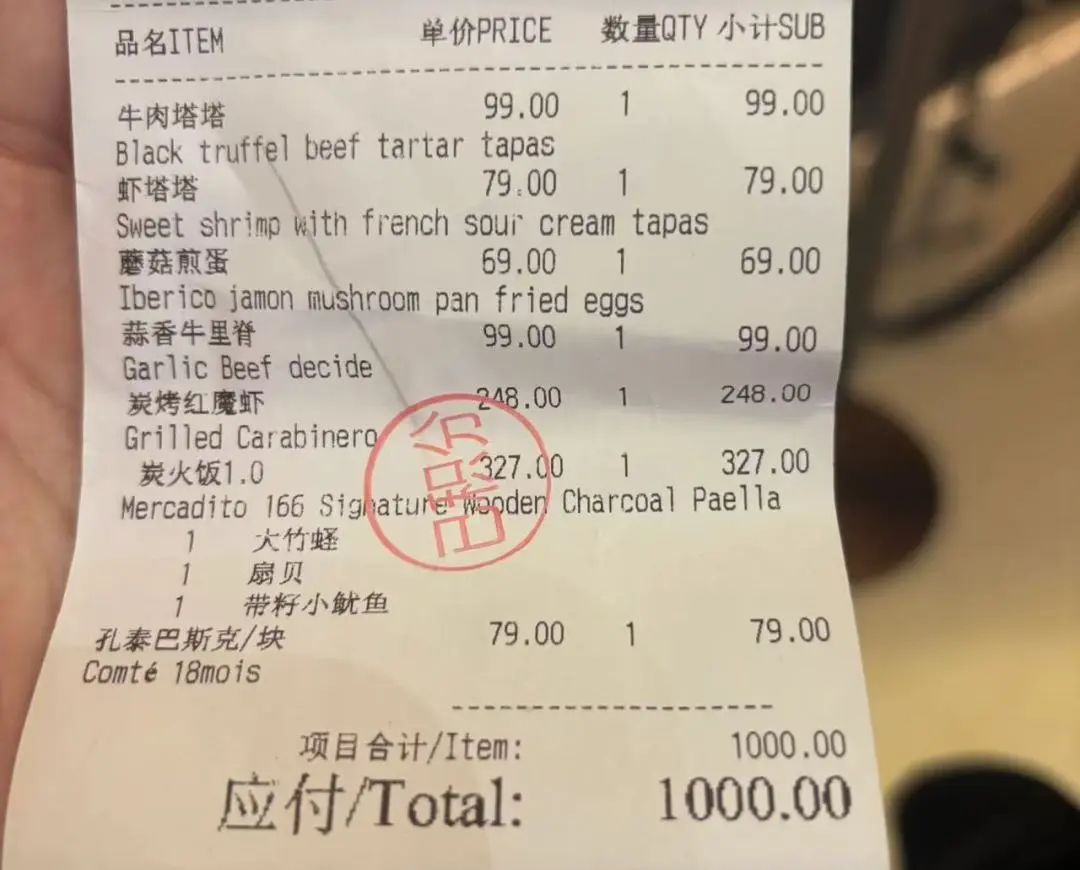 品名ITEM 单价PRICE 数量QTY 小计SUB
牛肉塔塔 99.00 1 99.00
Black truffel beef tartar tapas
虾塔塔 79.00 1 79.00
Sweet shrimp with french sour cream tapas
蘑菇煎蛋 69.00 1 69.00
Iberico jamon mushroom pan fried eggs
蒜香牛里脊 99.00 1 99.00
Garlic Beef decide
炭烤红魔虾 248.00 1 248.00
Grilled Carabinero
炭火饭1.0 327.00 1 327.00
Mercadito 166 Signature Wooden Charcoal Paella
已积分
1 大竹蛏
1 扇贝
1 带籽小鱿鱼
孔泰巴斯克/块 79.00 1 79.00
Comté 18mois
项目合计/Item: 1000.00
应付/Total: 1000.00